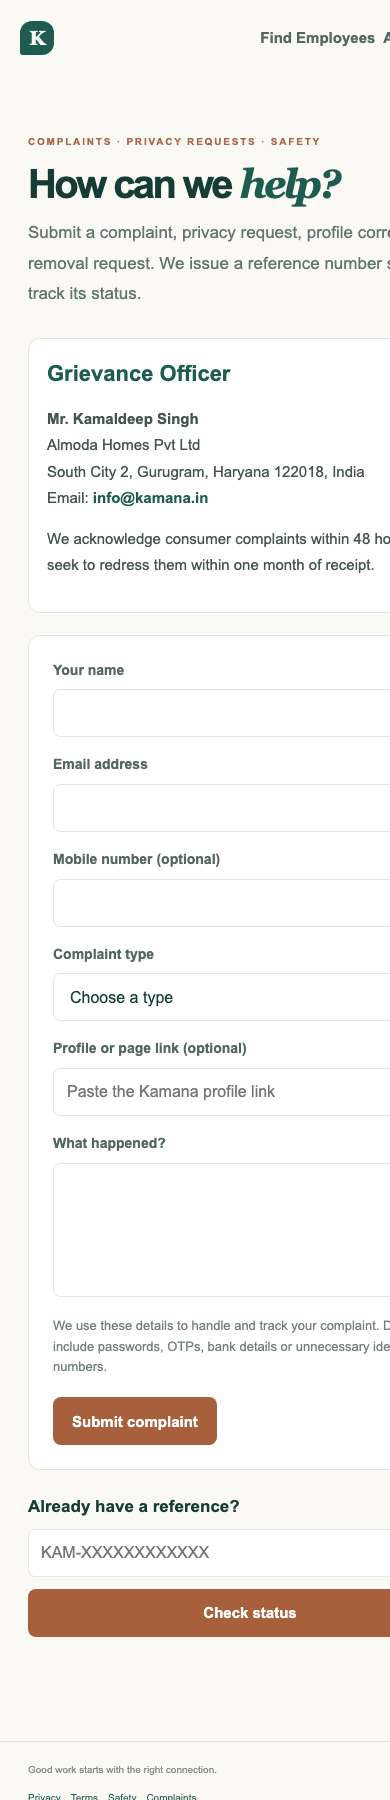 K
Find Employees
COMPLAINTS · PRIVACY REQUESTS · SAFETY
How can we help?
Submit a complaint, privacy request, profile
removal request. We issue a reference number
track its status.
Grievance Officer
Mr. Kamaldeep Singh
Almoda Homes Pvt Ltd
South City 2, Gurugram, Haryana 122018, India
Email: info@kamana.in
We acknowledge consumer complaints within 48
seek to redress them within one month of receipt.
Your name
Email address
Mobile number (optional)
Complaint type
Choose a type
Profile or page link (optional)
Paste the Kamana profile link
What happened?
We use these details to handle and track your complaint.
include passwords, OTPs, bank details or unnecessary
numbers.
Submit complaint
Already have a reference?
KAM-XXXXXXXXXXXX
Check status
Good work starts with the right connection.
Privacy Terms Safety Complaints